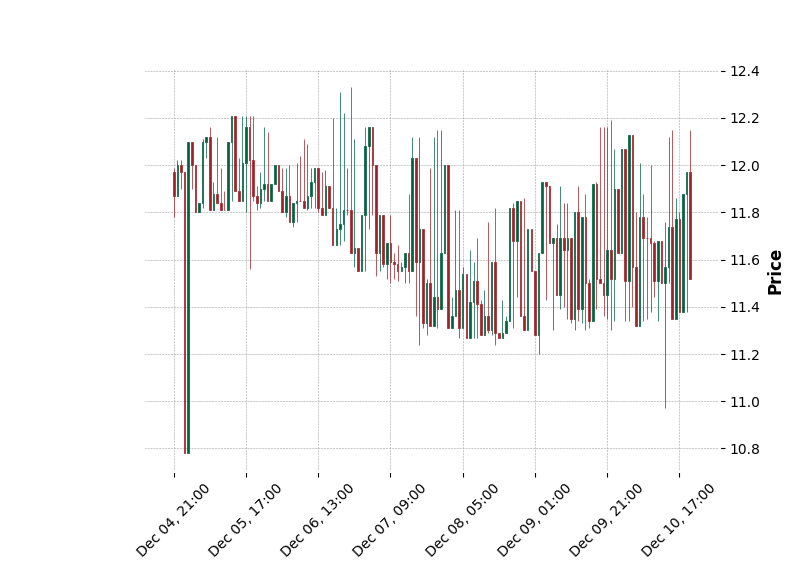 12.4
12.2
12.0
11.8
11.6
11.4
11.2
11.0
10.8
Price
Dec 04, 21:00
Dec 05, 17:00
Dec 06, 13:00
Dec 07, 09:00
Dec 08, 05:00
Dec 09, 01:00
Dec 09, 21:00
Dec 10, 17:00